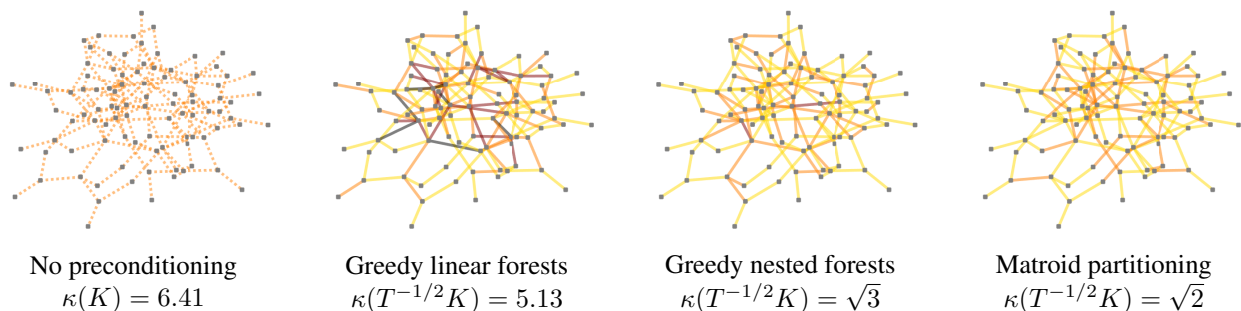 No preconditioning
κ(K) = 6.41
Greedy linear forests
κ(T^{-1/2}K) = 5.13
Greedy nested forests
κ(T^{-1/2}K) = √3
Matroid partitioning
κ(T^{-1/2}K) = √2